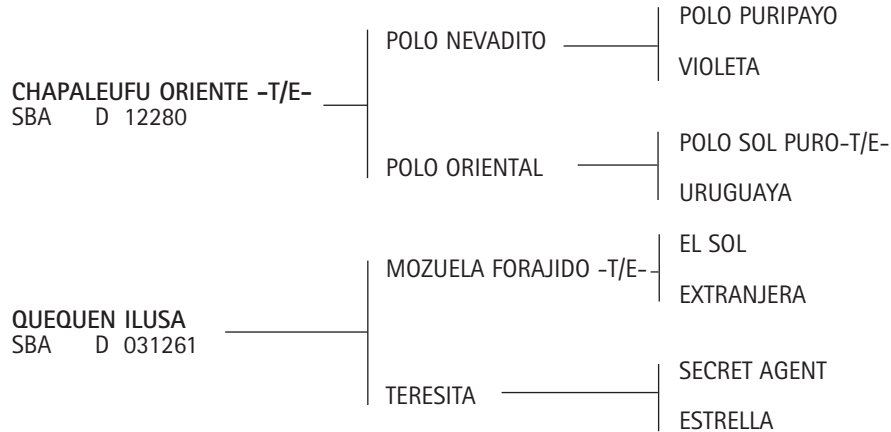 POLO PURIPAYO
POLO NEVADITO
VIOLETA
CHAPALEUFU ORIENTE -T/E-
SBA D 12280
POLO SOL PURO-T/E-
POLO ORIENTAL
URUGUAYA
EL SOL
MOZUELA FORAJIDO -T/E-
EXTRANJERA
QUEQUEN ILUSA
SBA D 031261
SECRET AGENT
TERESITA
ESTRELLA